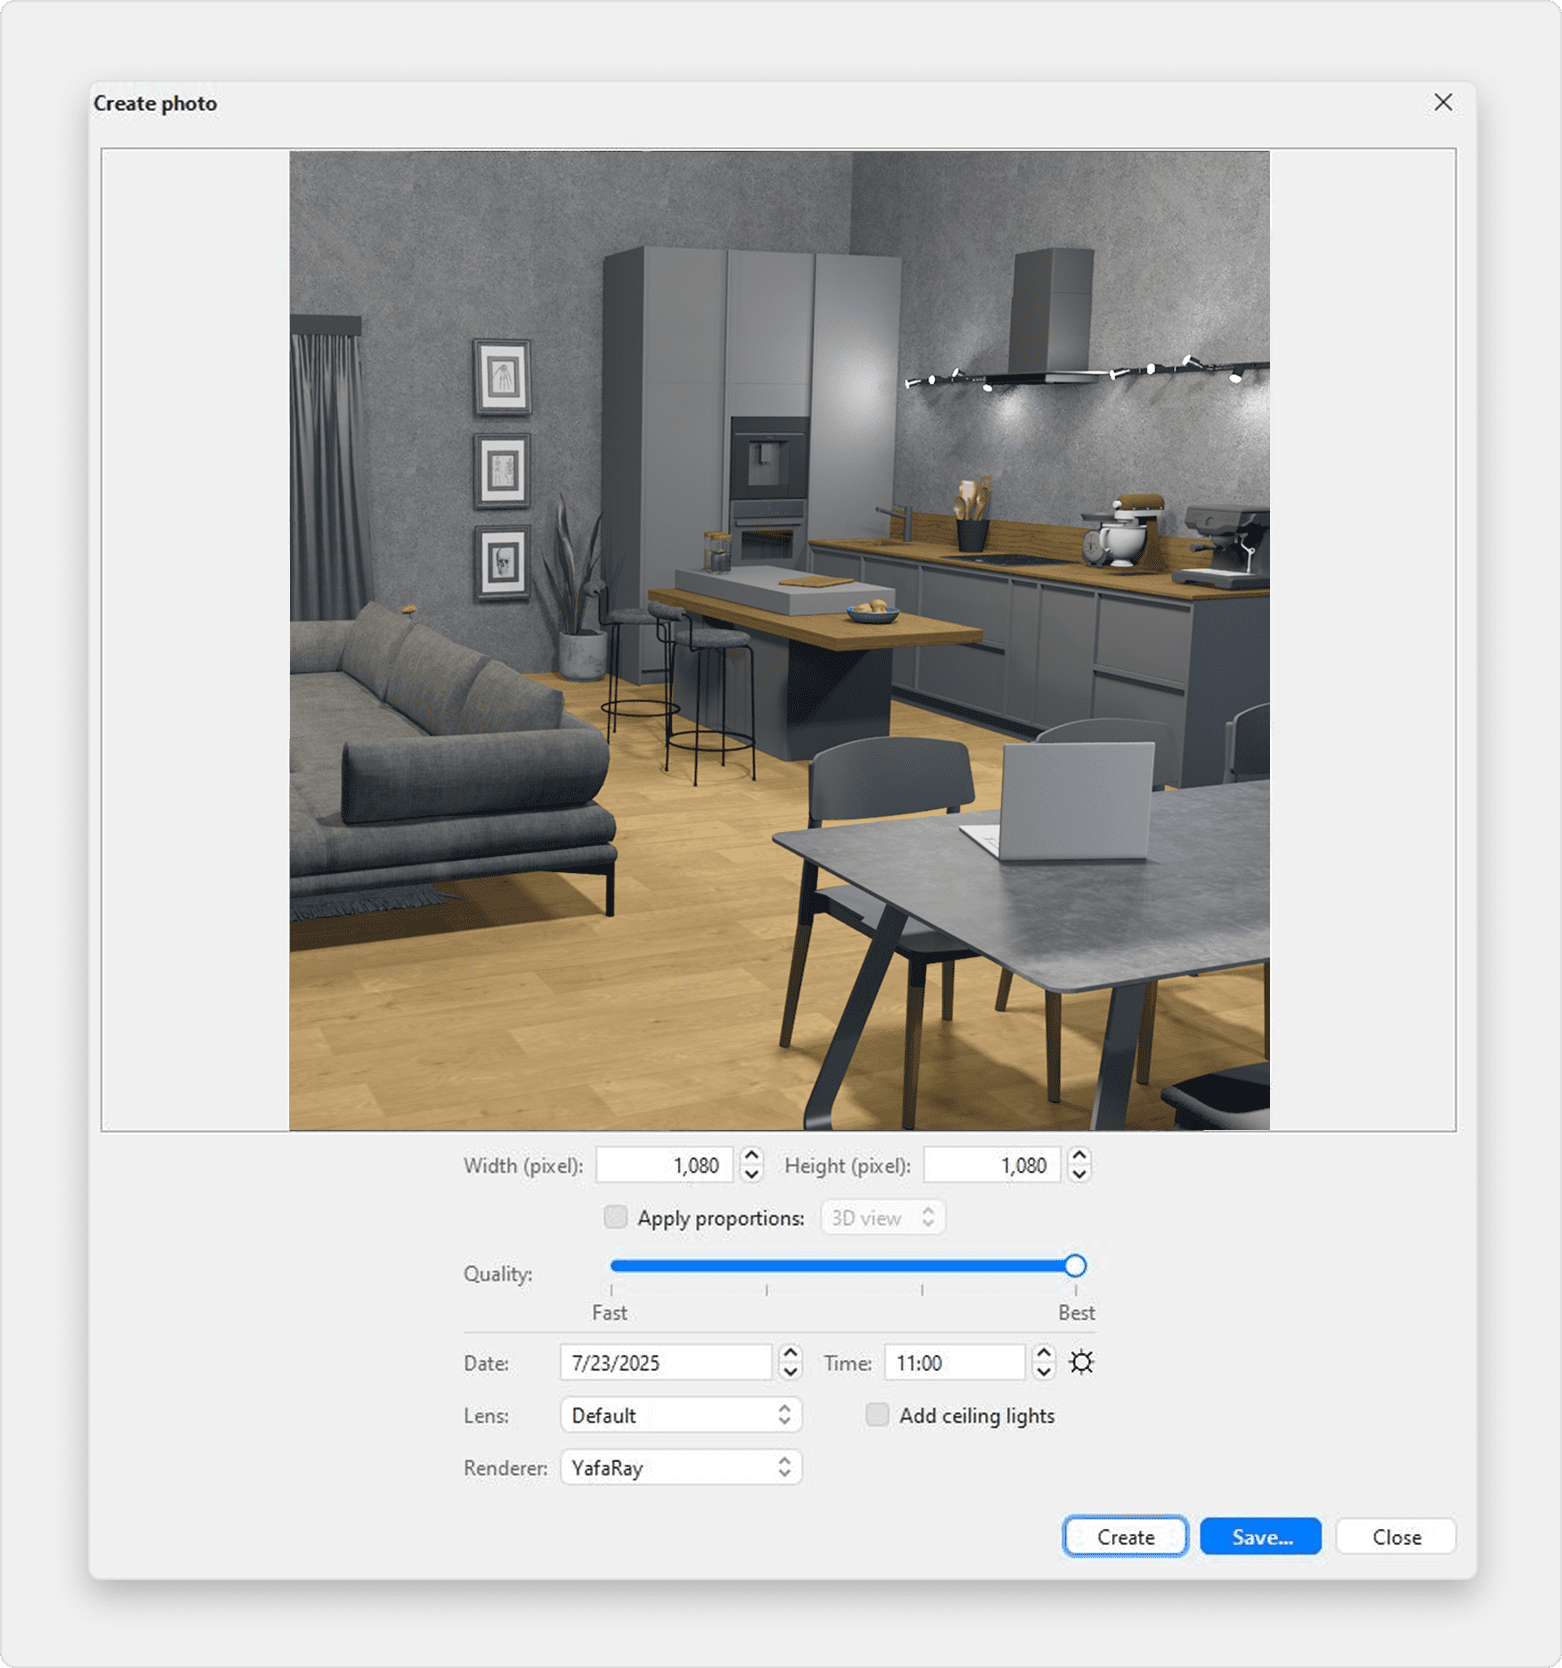 Create photo
Width (pixel): 1,080 Height (pixel): 1,080
Apply proportions: 3D view
Quality:
Fast Best
Date: 7/23/2025 Time: 11:00
Lens: Default Add ceiling lights
Renderer: YafaRay
Create Save... Close